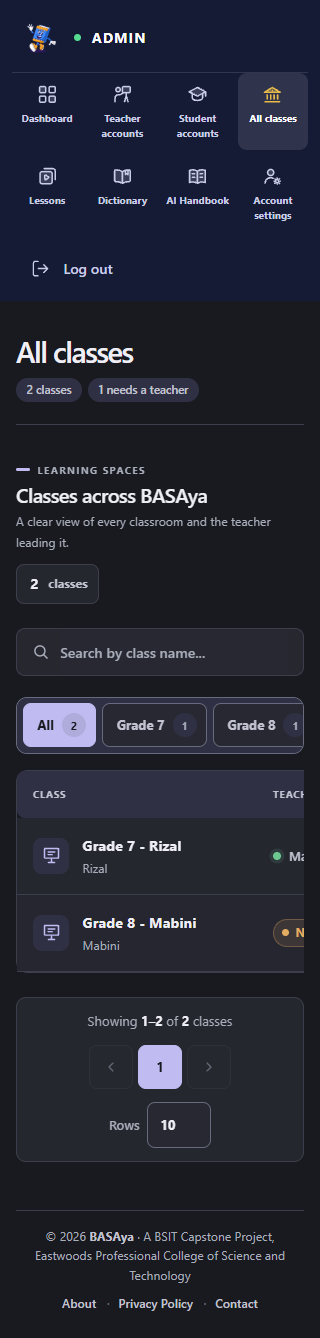 ADMIN
Dashboard
Teacher accounts
Student accounts
All classes
Lessons
Dictionary
AI Handbook
Account settings
Log out
All classes
2 classes
1 needs a teacher
LEARNING SPACES
Classes across BASAya
A clear view of every classroom and the teacher
leading it.
2 classes
Search by class name...
All 2
Grade 7 1
Grade 8 1
CLASS
Grade 7 - Rizal
Rizal
Grade 8 - Mabini
Mabini
Showing 1–2 of 2 classes
1
Rows 10
© 2026 BASAya · A BSIT Capstone Project,
Eastwoods Professional College of Science and
Technology
About · Privacy Policy · Contact